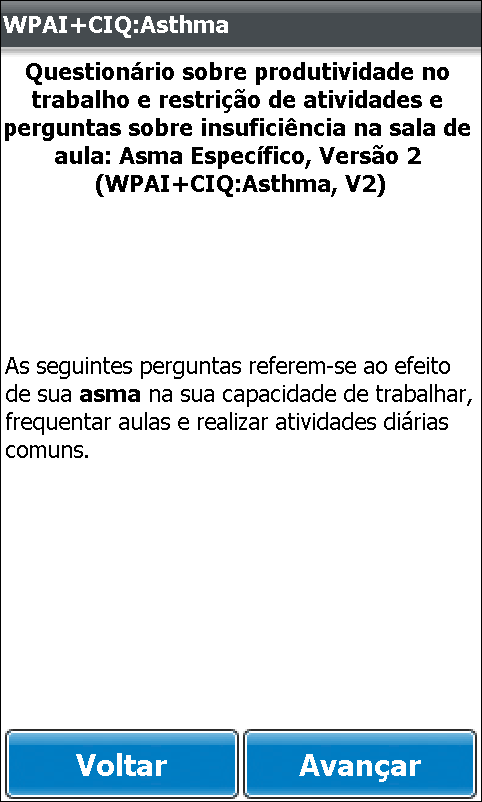 WPAI+CIQ:Asthma
Questionário sobre produtividade no
trabalho e restrição de atividades e
perguntas sobre insuficiência na sala de
aula: Asma Específico, Versão 2
(WPAI+CIQ:Asthma, V2)
As seguintes perguntas referem-se ao efeito
de sua asma na sua capacidade de trabalhar,
frequentar aulas e realizar atividades diárias
comuns.
Voltar
Avançar